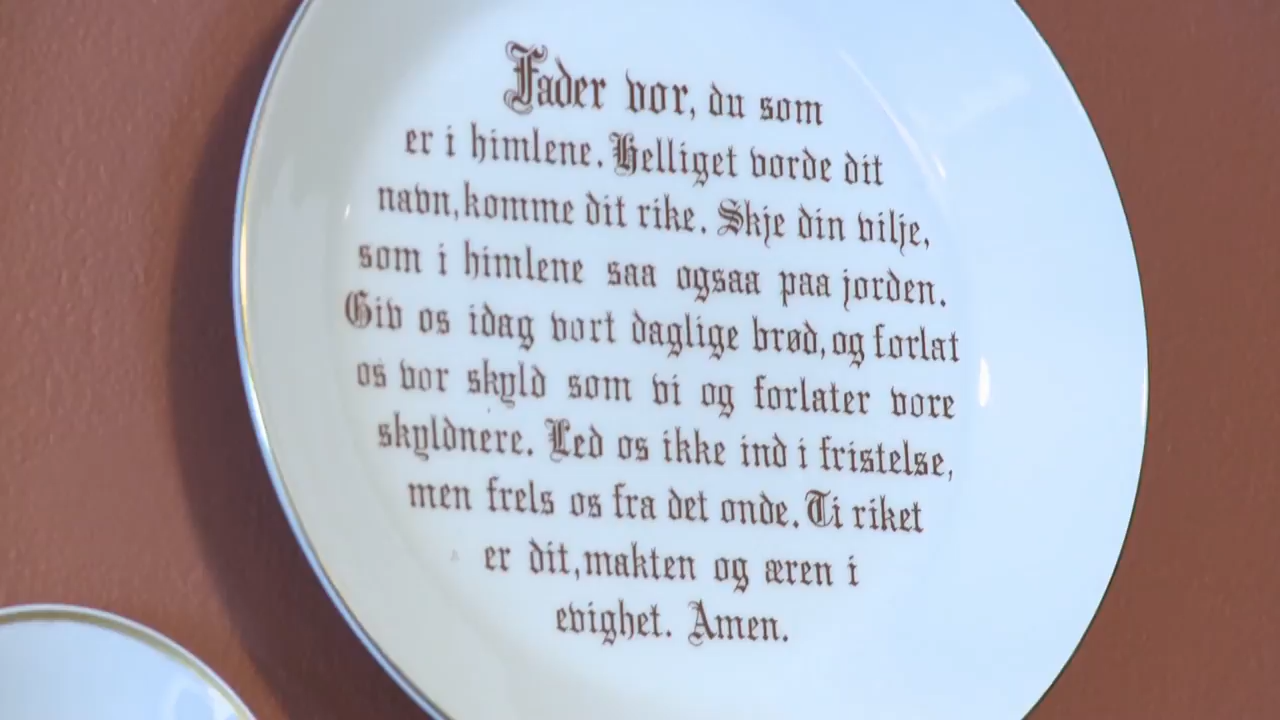 Fader vor, du som
er i himlene. Helliget vorde dit
navn, komme dit rike. Skje din vilje,
som i himlene saa ogsaa paa jorden.
Giv os idag vort daglige brød, og forlat
os vor skyld som vi og forlater vore
skyldnere. Led os ikke ind i fristelse,
men frels os fra det onde. Ti riket
er dit, makten og æren i
evighet. Amen.